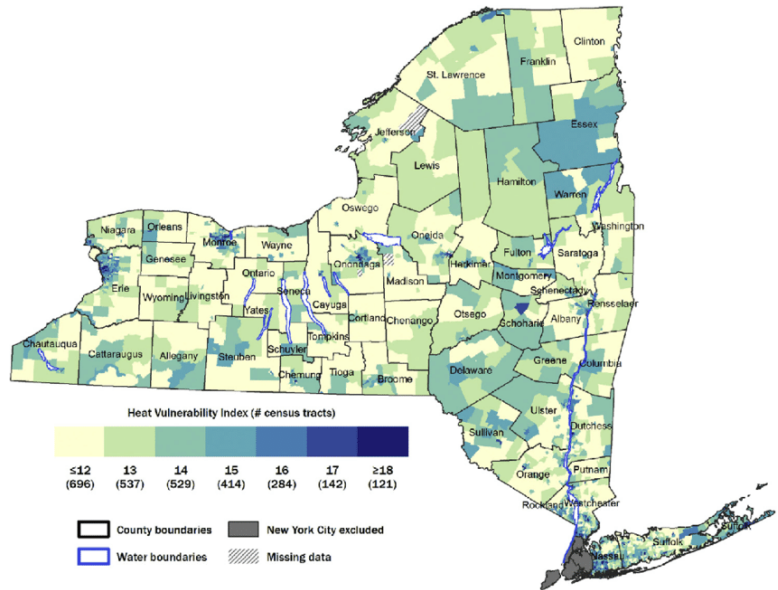 Clinton
Franklin
St. Lawrence
Jefferson
Essex
Lewis
Hamilton
Warren
Oswego
Washington
Niagara
Orleans
Monroe
Wayne
Oneida
Fulton
Saratoga
Genesee
Onondaga
Herkimer
Montgomery
Ontario
Seneca
Madison
Schenectady
Erie
Wyoming
Livingston
Cayuga
Rensselaer
Yates
Cortland
Chenango
Otsego
Schoharie
Albany
Tompkins
Chautauqua
Cattaraugus
Allegany
Steuben
Schuyler
Greene
Columbia
Chemung
Tioga
Broome
Delaware
Ulster
Dutchess
Sullivan
Orange
Putnam
Rockland
Westchester
Suffolk
Suffolk
Nassau
Heat Vulnerability Index (# census tracts)
≤12 13 14 15 16 17 ≥18
(696) (537) (529) (414) (284) (142) (121)
County boundaries New York City excluded
Water boundaries Missing data